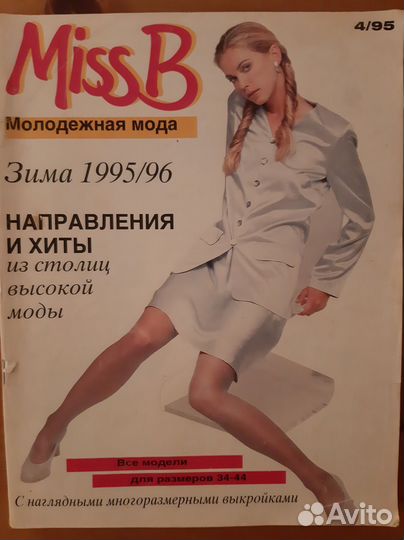 4/95
Miss B
Молодежная мода
Зима 1995/96
НАПРАВЛЕНИЯ
И ХИТЫ
из столиц
высокой
моды
Все модели
для размеров 34-44
С наглядными многоразмерными выкройками
Avito